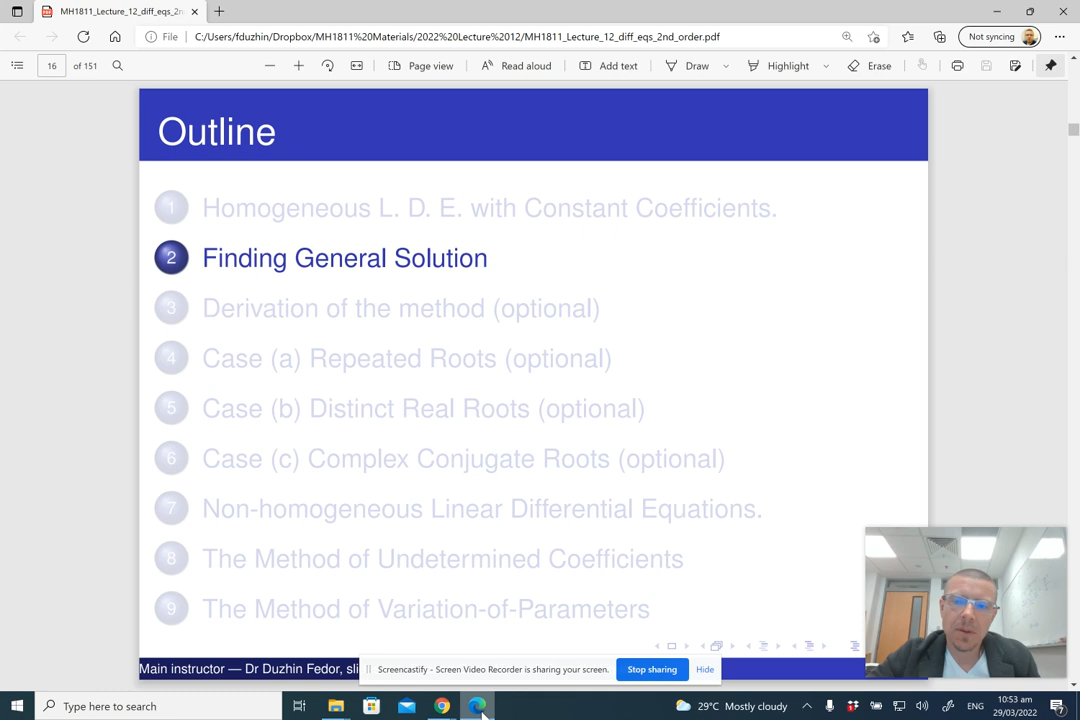 MH1811_Lecture_12_diff_eqs_2nd
File
C:/Users/fduzhin/Dropbox/MH1811%20Materials/2022%20Lecture%2012/MH1811_Lecture_12_diff_eqs_2nd_order.pdf
Not syncing
16 of 151
Page view
Read aloud
Add text
Draw
Highlight
Erase
Outline
1 Homogeneous L. D. E. with Constant Coefficients.
2 Finding General Solution
3 Derivation of the method (optional)
4 Case (a) Repeated Roots (optional)
5 Case (b) Distinct Real Roots (optional)
6 Case (c) Complex Conjugate Roots (optional)
7 Non-homogeneous Linear Differential Equations.
8 The Method of Undetermined Coefficients
9 The Method of Variation-of-Parameters
Main instructor — Dr Duzhin Fedor, sli
Screencastify - Screen Video Recorder is sharing your screen.
Stop sharing
Hide
Type here to search
29°C Mostly cloudy
ENG
10:53 am
29/03/2022
7